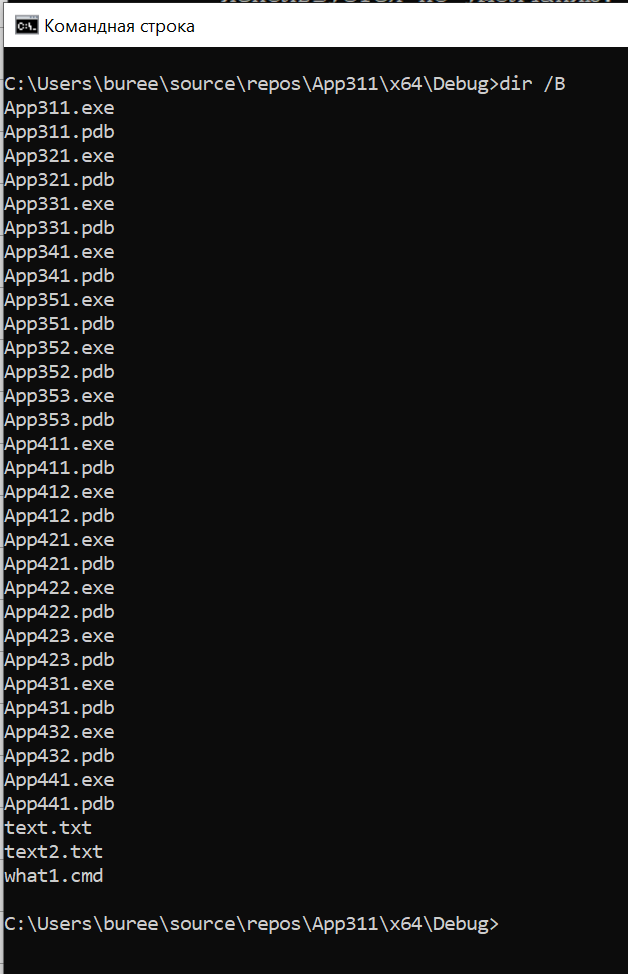 Командная строка
C:\Users\buree\source\repos\App311\x64\Debug>dir /B
App311.exe
App311.pdb
App321.exe
App321.pdb
App331.exe
App331.pdb
App341.exe
App341.pdb
App351.exe
App351.pdb
App352.exe
App352.pdb
App353.exe
App353.pdb
App411.exe
App411.pdb
App412.exe
App412.pdb
App421.exe
App421.pdb
App422.exe
App422.pdb
App423.exe
App423.pdb
App431.exe
App431.pdb
App432.exe
App432.pdb
App441.exe
App441.pdb
text.txt
text2.txt
what1.cmd
C:\Users\buree\source\repos\App311\x64\Debug>